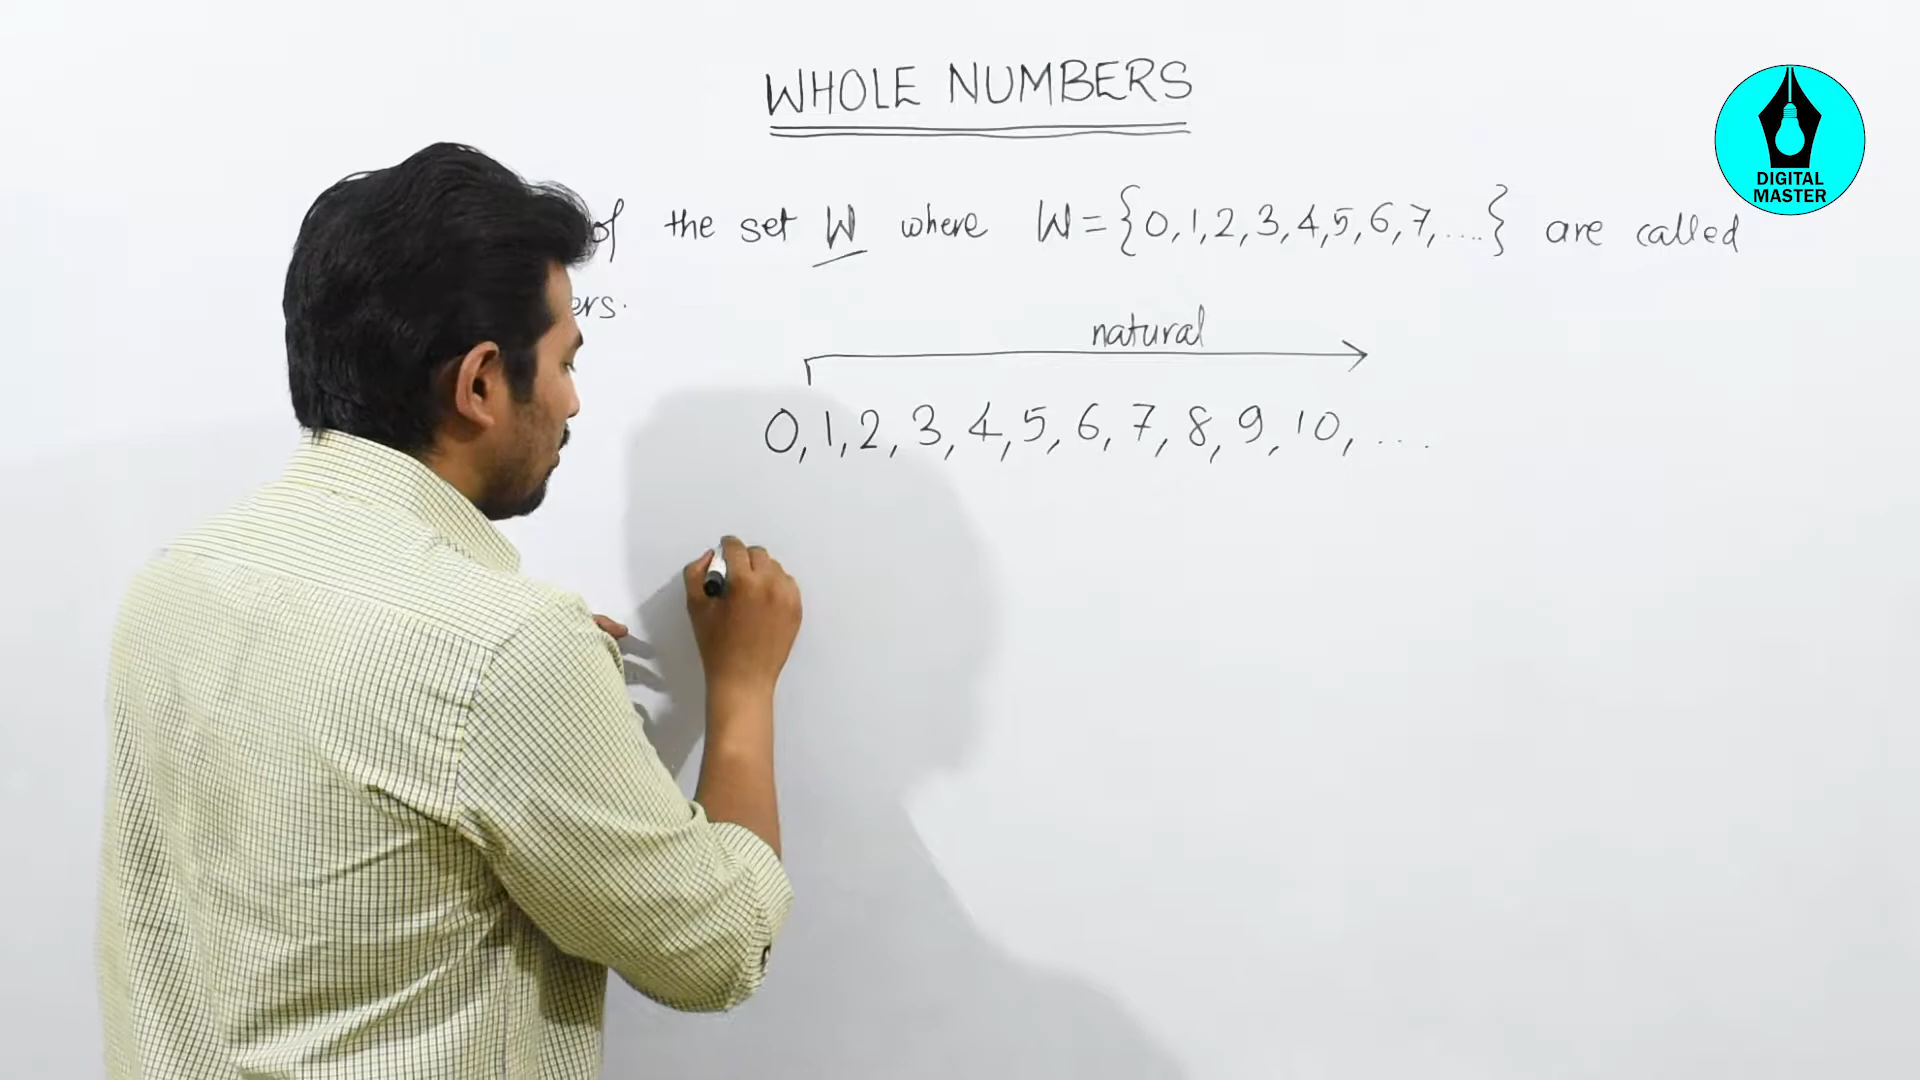 WHOLE NUMBERS
of the set W where W = {0, 1, 2, 3, 4, 5, 6, 7, ....} are called
natural
0, 1, 2, 3, 4, 5, 6, 7, 8, 9, 10, ....
DIGITAL
MASTER